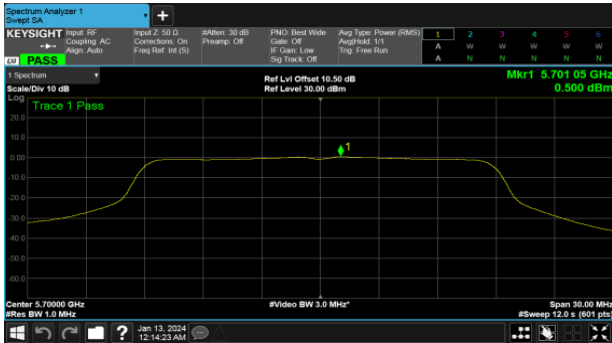 Spectrum Analyzer 1
Swept SA
+
KEYSIGHT Input: RF Input Z: 50 Ω #Atten: 30 dB PNO: Best Wide Avg Type: Power (RMS) 1 2 3 4 5 6
Coupling: AC Corrections: On Preamp: Off Gate: Off Avg|Hold: 1/1 A W W W W W
Align: Auto Freq Ref: Int (S) IF Gain: Low Trig: Free Run
LXI PASS Sig Track: Off A N N N N N
1 Spectrum Ref Lvl Offset 10.50 dB Mkr1 5.701 05 GHz
Scale/Div 10 dB Ref Level 30.00 dBm 0.500 dBm
Log Trace 1 Pass
20.0
10.0
0.00 1
-10.0
-20.0
-30.0
-40.0
-50.0
-60.0
Center 5.70000 GHz #Video BW 3.0 MHz* Span 30.00 MHz
#Res BW 1.0 MHz #Sweep 12.0 s (601 pts)
? Jan 13, 2024
12:14:23 AM